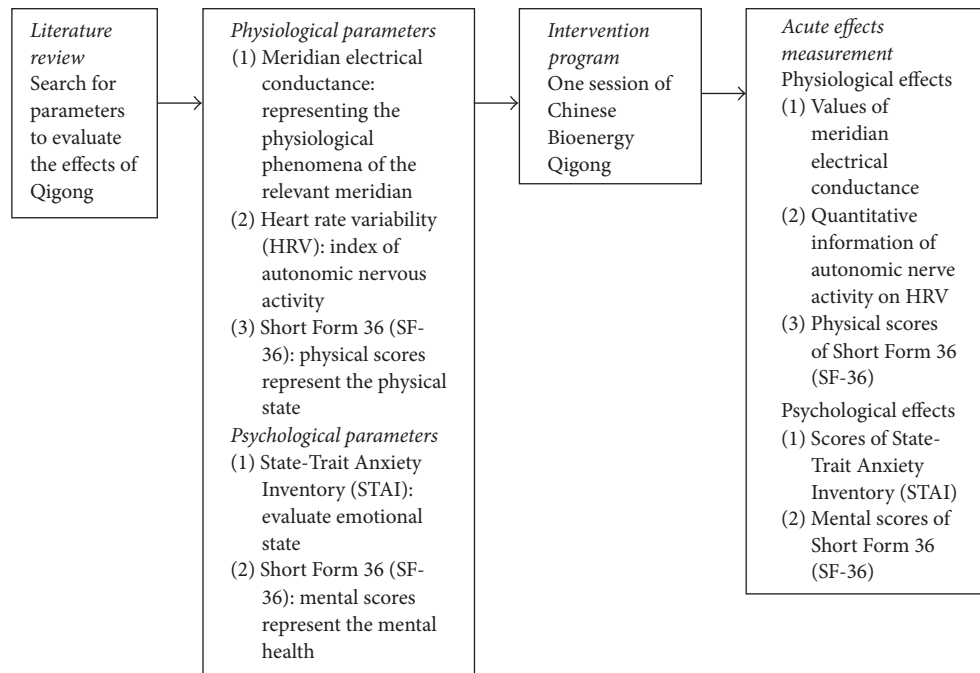 Literature
review
Search for
parameters
to evaluate
the effects of
Qigong
Physiological parameters
(1) Meridian electrical
conductance:
representing the
physiological
phenomena of the
relevant meridian
(2) Heart rate variability
(HRV): index of
autonomic nervous
activity
(3) Short Form 36 (SF-
36): physical scores
represent the physical
state
Psychological parameters
(1) State-Trait Anxiety
Inventory (STAI):
evaluate emotional
state
(2) Short Form 36 (SF-
36): mental scores
represent the mental
health
Intervention
program
One session of
Chinese
Bioenergy
Qigong
Acute effects
measurement
Physiological effects
(1) Values of
meridian
electrical
conductance
(2) Quantitative
information of
autonomic nerve
activity on HRV
(3) Physical scores
of Short Form 36
(SF-36)
Psychological effects
(1) Scores of State-
Trait Anxiety
Inventory (STAI)
(2) Mental scores of
Short Form 36
(SF-36)